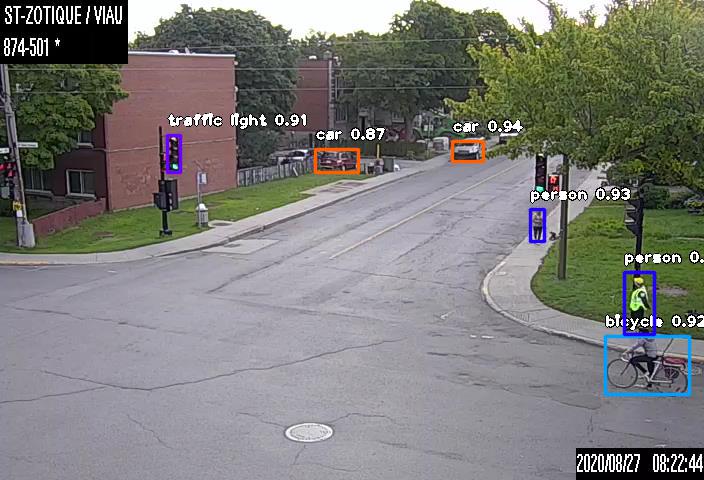 ST-ZOTIQUE / VIAU
874-501 *
traffic light 0.91
car 0.87
car 0.94
person 0.93
person 0.
bicycle 0.92
2020/08/27 08:22:44